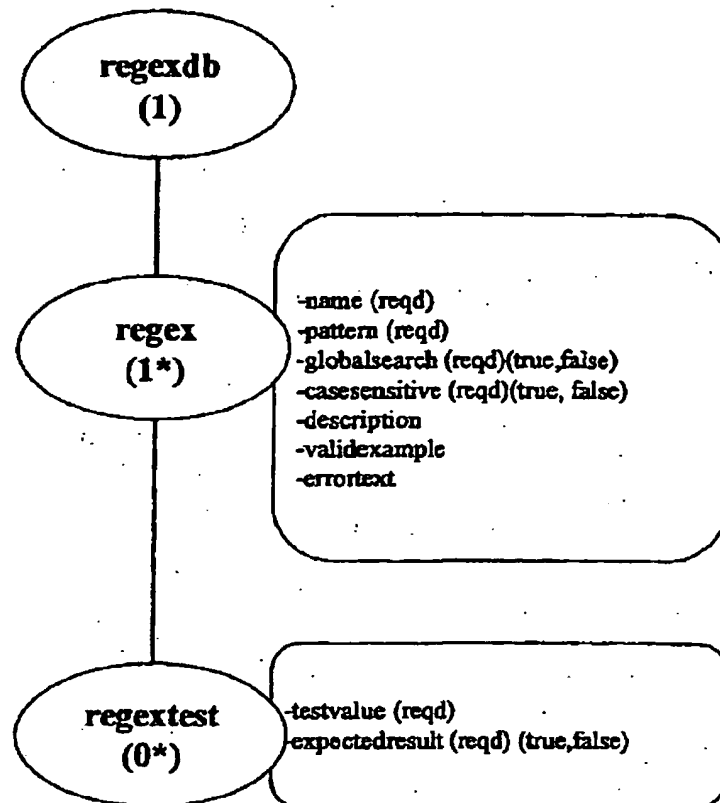 regexdb
(1)
regex
(1*)
-name (reqd)
-pattern (reqd)
-globalsearch (reqd)(true,false)
-casesensitive (reqd)(true, false)
-description
-validexample
-errortext
regextest
(0*)
-testvalue (reqd)
-expectedresult (reqd) (true,false)